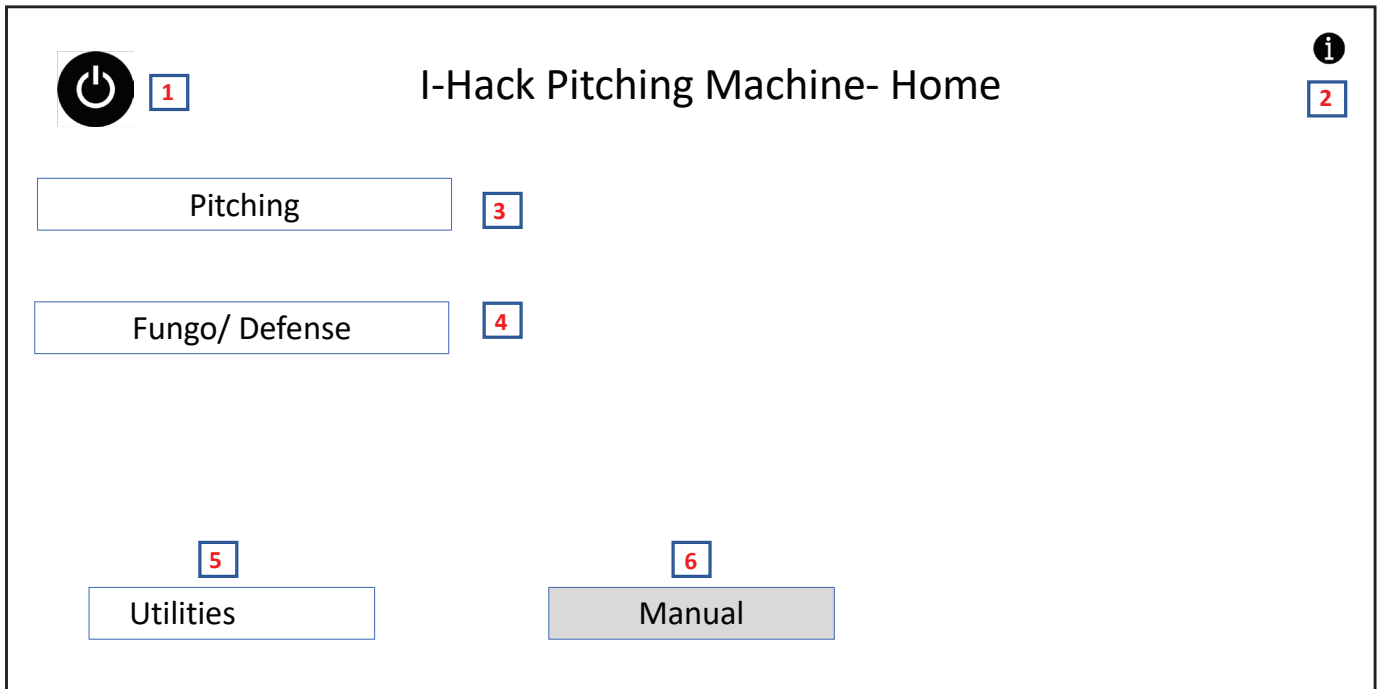 I-Hack Pitching Machine- Home
1
2
Pitching
3
Fungo/ Defense
4
5
6
Utilities
Manual